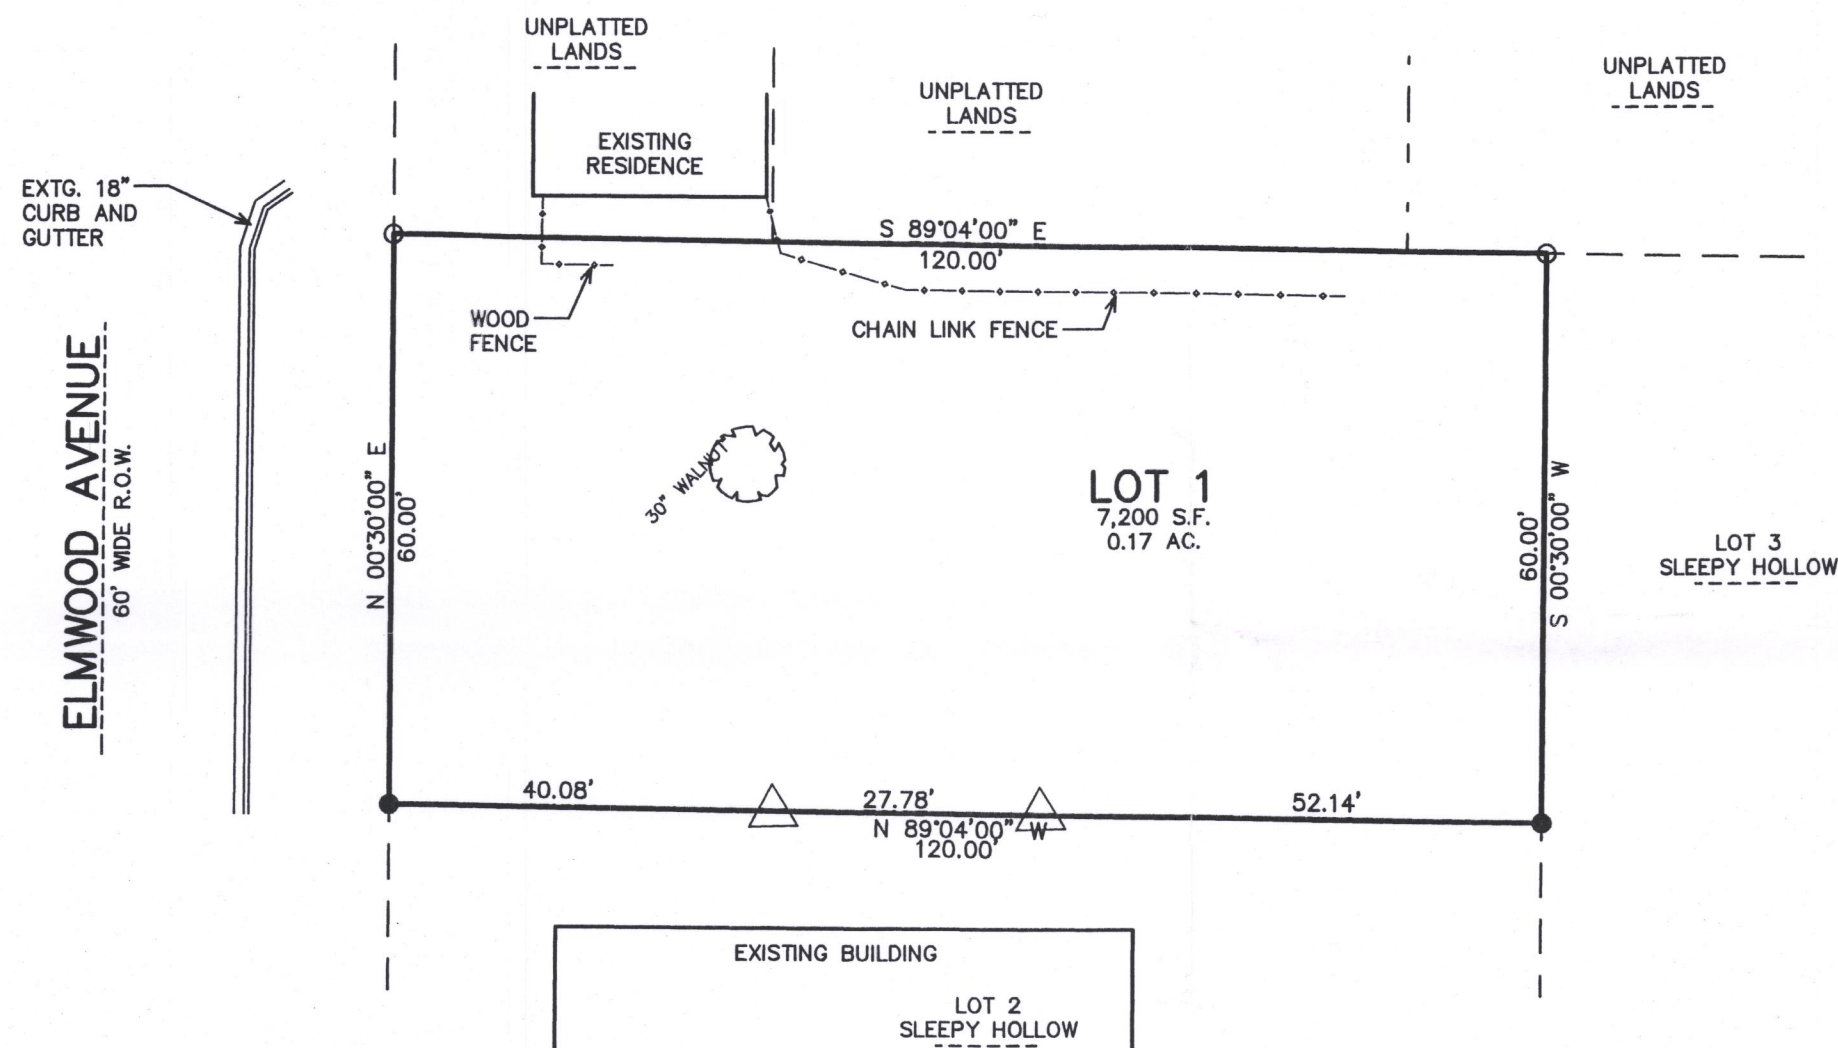 UNPLATTED
LANDS
UNPLATTED
LANDS
UNPLATTED
LANDS
EXISTING
RESIDENCE
EXTG. 18"
CURB AND
GUTTER
S 89°04'00" E
120.00'
WOOD
FENCE
CHAIN LINK FENCE
ELMWOOD AVENUE
60' WIDE R.O.W.
N 00°30'00" E
60.00'
30" WALNUT
LOT 1
7,200 S.F.
0.17 AC.
60.00'
S 00°30'00" W
LOT 3
SLEEPY HOLLOW
40.08'
27.78'
52.14'
N 89°04'00" W
120.00'
EXISTING BUILDING
LOT 2
SLEEPY HOLLOW